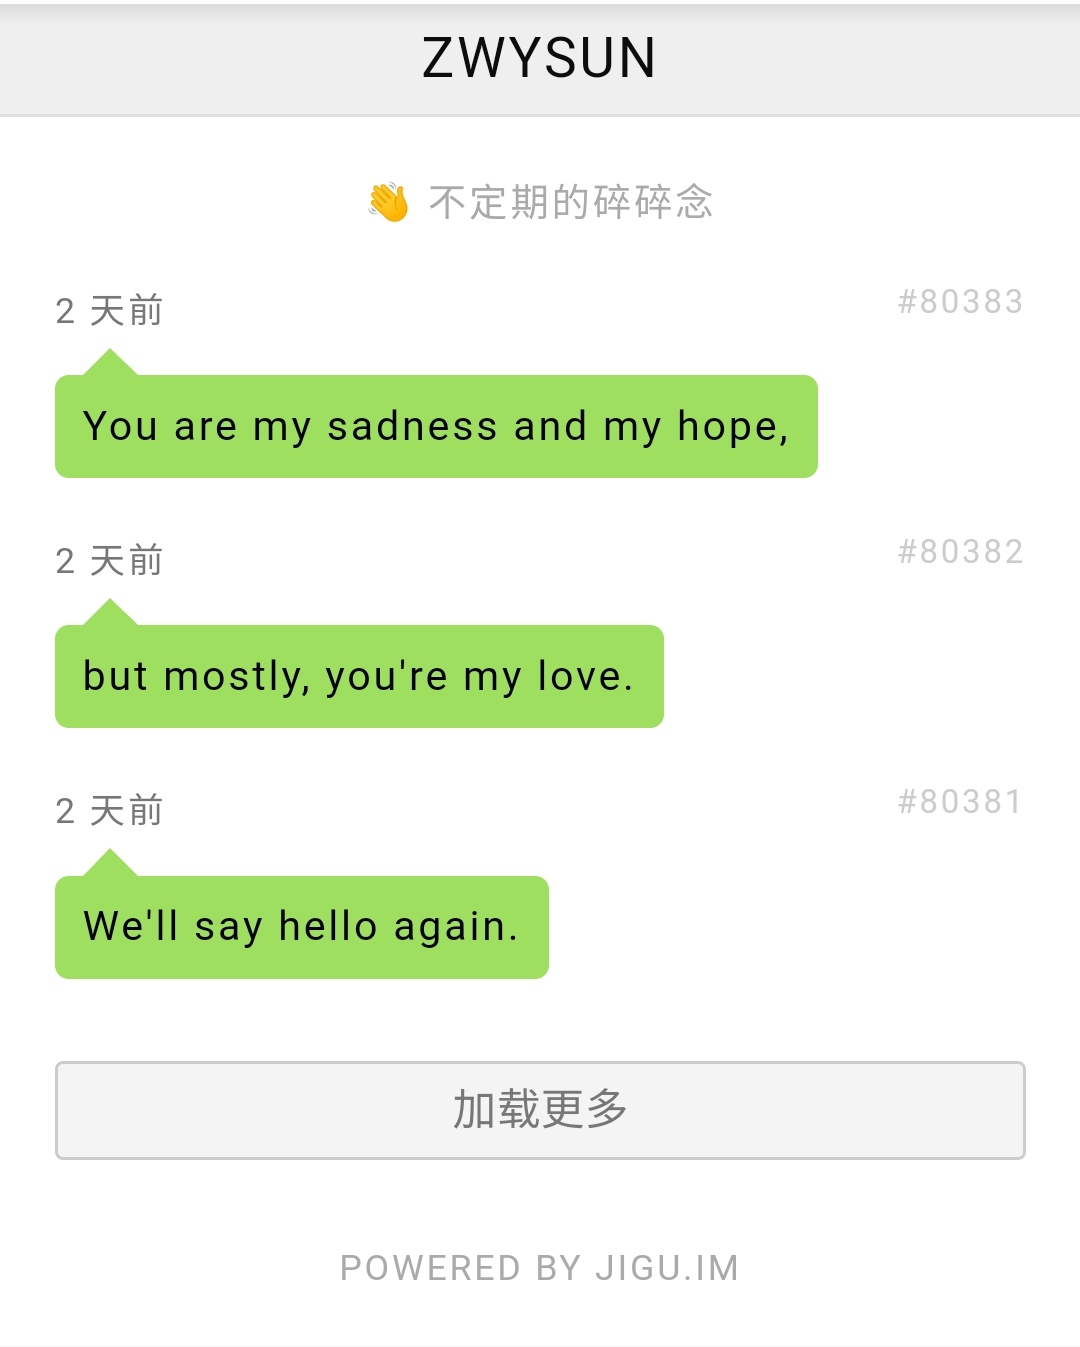 ZWYSUN
👋 不定期的碎碎念
2 天前 #80383
You are my sadness and my hope,
2 天前 #80382
but mostly, you're my love.
2 天前 #80381
We'll say hello again.
加载更多
POWERED BY JIGU.IM